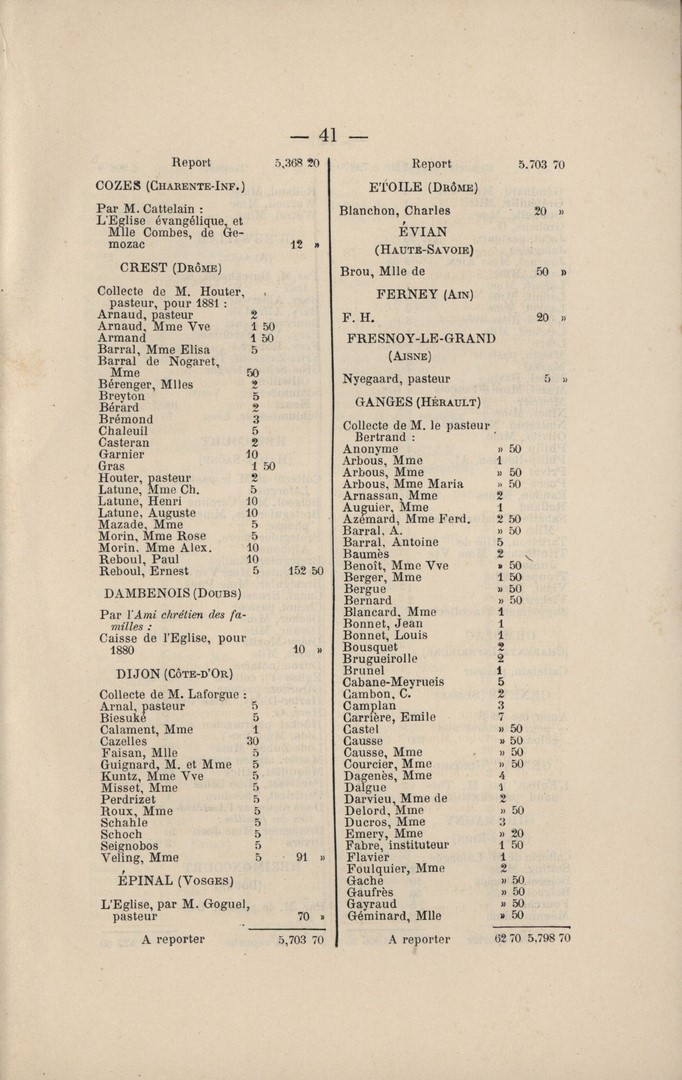 — 41 —
Report 5,368 20
COZES (Charente-Inf.)
Par M. Cattelain :
L'Eglise évangélique, et
Mlle Combes, de Ge-
mozac 12 »
CREST (Drôme)
Collecte de M. Houter,
pasteur, pour 1881 :
Arnaud, pasteur 2
Arnaud, Mme Vve 1 50
Armand 1 50
Barral, Mme Elisa 5
Barral de Nogaret,
Mme 50
Bérenger, Mlles 2
Breyton 5
Bérard 2
Brémond 3
Chaleuil 5
Casteran 2
Garnier 10
Gras 1 50
Houter, pasteur 2
Latune, Mme Ch. 5
Latune, Henri 10
Latune, Auguste 10
Mazade, Mme 5
Morin, Mme Rose 5
Morin. Mme Alex. 10
Reboul, Paul 10
Reboul, Ernest 5 152 50
DAMBENOIS (Doubs)
Par l'Ami chrétien des fa-
milles :
Caisse de l'Eglise, pour
1880 10 »
DIJON (Côte-d'Or)
Collecte de M. Laforgue :
Arnal, pasteur 5
Biesuké 5
Calament, Mme 1
Cazelles 30
Faisan, Mlle 5
Guignard, M. et Mme 5
Kuntz, Mme Vve 5
Misset, Mme 5
Perdrizet 5
Roux, Mme 5
Schahle 5
Schoch 5
Seignobos 5
Veling, Mme 5 91 »
ÉPINAL (Vosges)
L'Eglise, par M. Goguel,
pasteur 70 »
A reporter 5,703 70
Report 5.703 70
ETOILE (Drôme)
Blanchon, Charles 20 »
ÉVIAN
(Haute-Savoie)
Brou, Mlle de 50 »
FERNEY (Ain)
F. H. 20 »
FRESNOY-LE-GRAND
(Aisne)
Nyegaard, pasteur 5 »
GANGES (Hérault)
Collecte de M. le pasteur
Bertrand :
Anonyme » 50
Arbous, Mme 1
Arbous, Mme » 50
Arbous, Mme Maria » 50
Arnassan, Mme 2
Auguier, Mme 1
Azémard, Mme Ferd. 2 50
Barral, A. » 50
Barral, Antoine 5
Baumès 2
Benoît, Mme Vve » 50
Berger, Mme 1 50
Bergue » 50
Bernard » 50
Blancard, Mme 1
Bonnet, Jean 1
Bonnet, Louis 1
Bousquet 2
Brugueirolle 2
Brunel 1
Cabane-Meyrueis 5
Cambon, C. 2
Camplan 3
Carrière, Emile 7
Castel » 50
Causse » 50
Causse, Mme » 50
Courcier, Mme » 50
Dagenès, Mme 4
Dalgue 1
Darvieu, Mme de 2
Delord, Mme » 50
Ducros, Mme 3
Emery, Mme » 20
Fabre, instituteur 1 50
Flavier 1
Foulquier, Mme 2
Gache » 50
Gaufrès » 50
Gayraud » 50
Géminard, Mlle » 50
A reporter 62 70 5,798 70